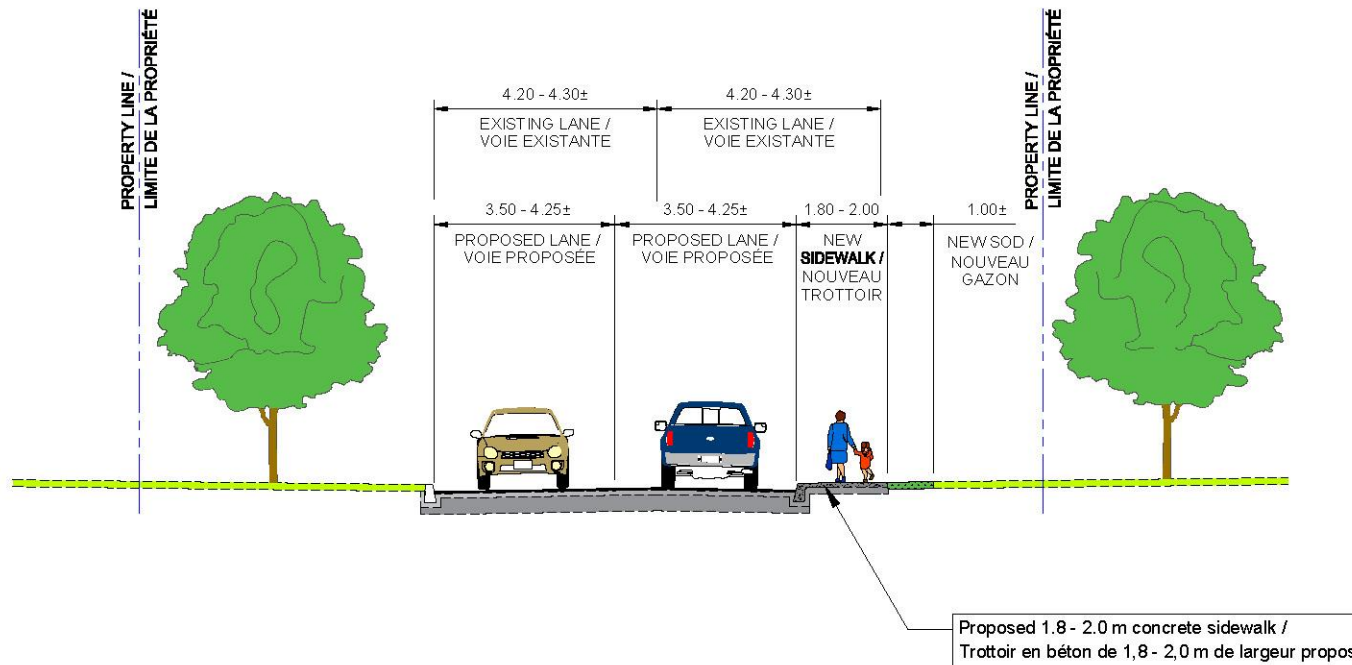 PROPERTY LINE /
LIMITE DE LA PROPRIÉTÉ
4.20 - 4.30±
EXISTING LANE /
VOIE EXISTANTE
4.20 - 4.30±
EXISTING LANE /
VOIE EXISTANTE
PROPERTY LINE /
LIMITE DE LA PROPRIÉTÉ
3.50 - 4.25±
PROPOSED LANE /
VOIE PROPOSÉE
3.50 - 4.25±
PROPOSED LANE /
VOIE PROPOSÉE
1.80 - 2.00
NEW
SIDEWALK /
NOUVEAU
TROTTOIR
1.00±
NEW SOD /
NOUVEAU
GAZON
Proposed 1.8 - 2.0 m concrete sidewalk /
Trottoir en béton de 1,8 - 2,0 m de largeur propos